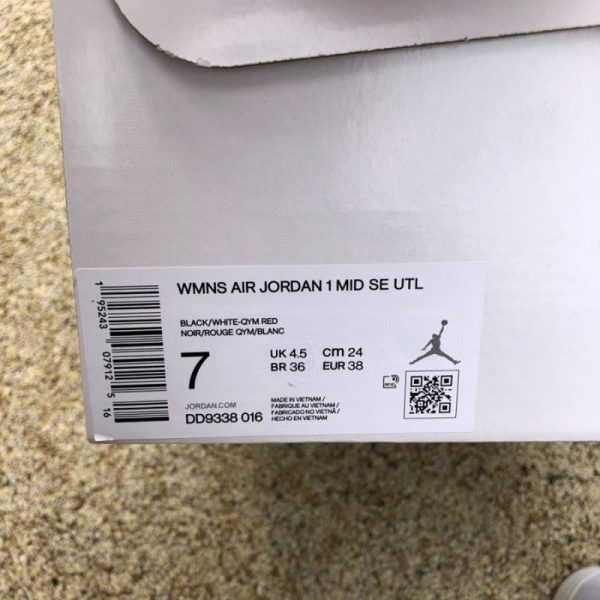 WMNS AIR JORDAN 1 MID SE UTL
BLACK/WHITE-QYM RED
NOIR/ROUGE QYM/BLANC
7
UK 4.5 cm 24
BR 36 EUR 38
JORDAN.COM
DD9338 016
MADE IN VIETNAM /
FABRIQUE AU VIETNAM /
FABRICADO NO VIETNÃ /
HECHO EN VIETNAM
1 95243 07912 5 16